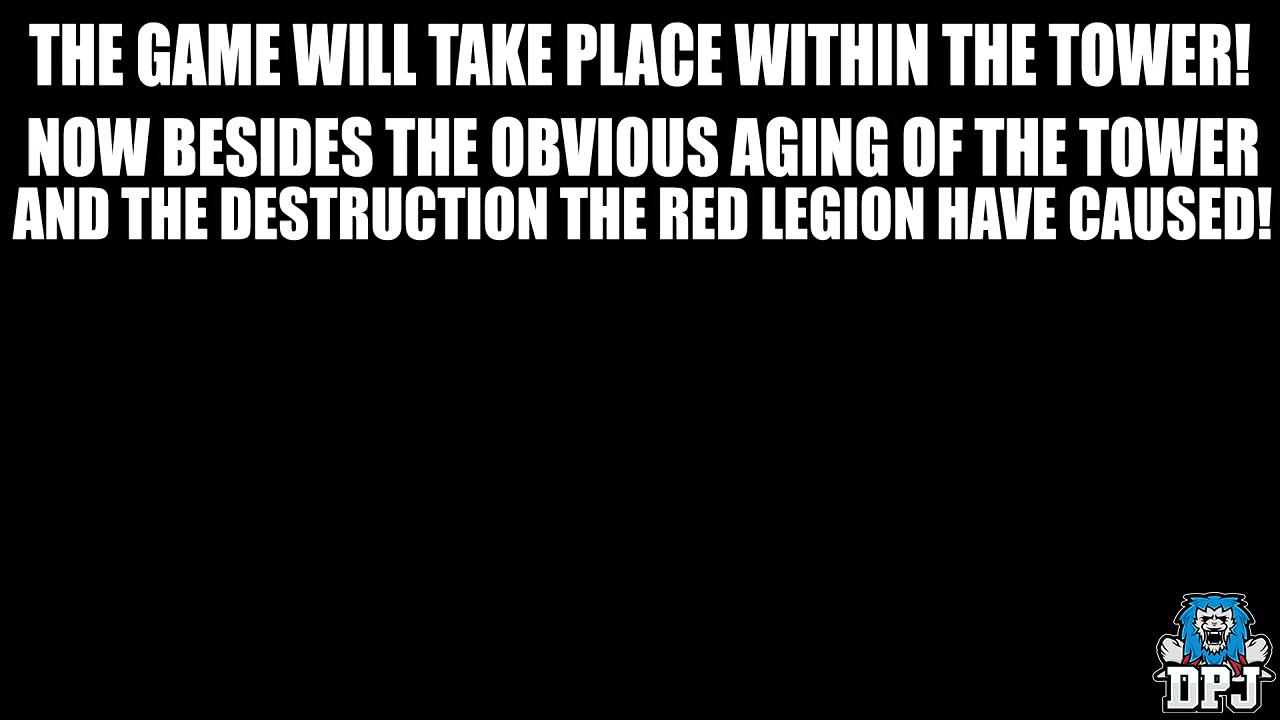 THE GAME WILL TAKE PLACE WITHIN THE TOWER!
NOW BESIDES THE OBVIOUS AGING OF THE TOWER
AND THE DESTRUCTION THE RED LEGION HAVE CAUSED!
DPJ